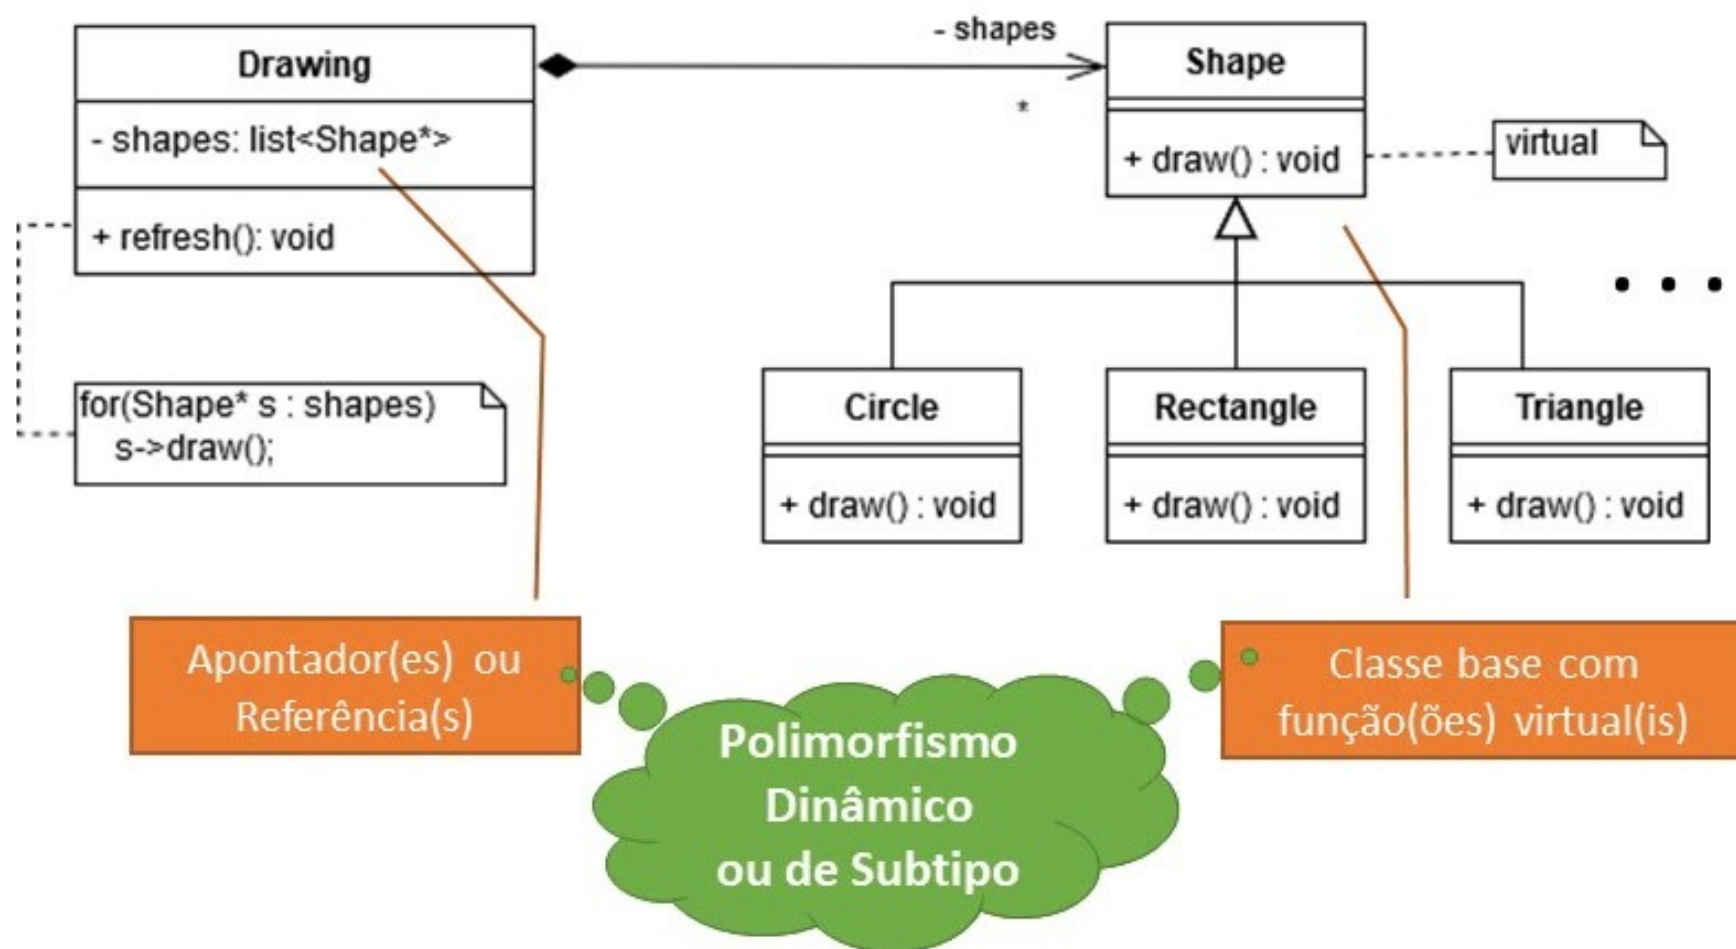 Drawing
- shapes: list<Shape*>
+ refresh(): void
for(Shape* s : shapes)
s->draw();
- shapes
*
Shape
+ draw() : void
virtual
. . .
Circle
+ draw() : void
Rectangle
+ draw() : void
Triangle
+ draw() : void
Apontador(es) ou
Referência(s)
Polimorfismo
Dinâmico
ou de Subtipo
Classe base com
função(ões) virtual(is)